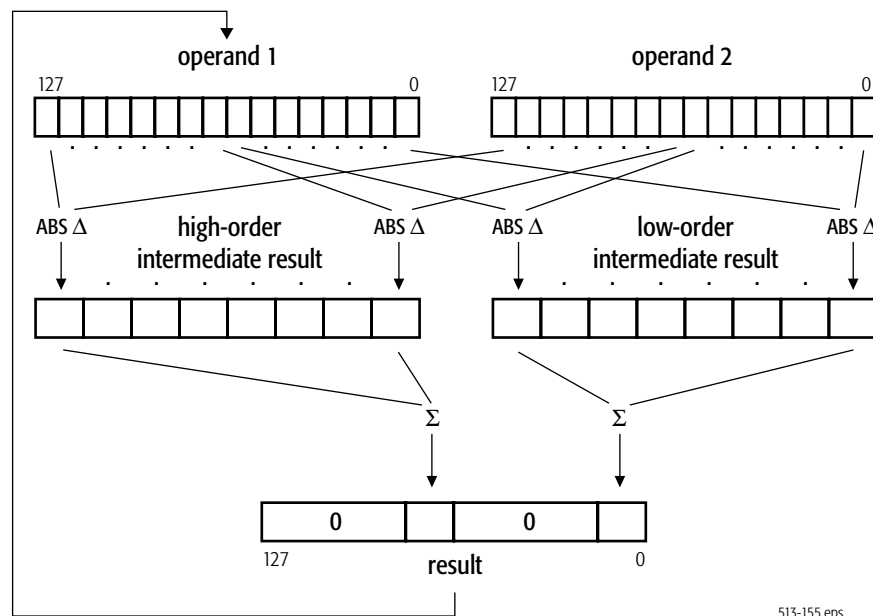 operand 1
operand 2
127
0
127
0
. . . . . . . . . . . .
. . . . . . . . . . . .
ABS Δ
high-order
intermediate result
ABS Δ
ABS Δ
low-order
intermediate result
ABS Δ
. . . . . .
. . . . . .
Σ
Σ
0
0
127
result
0
513-155.eps